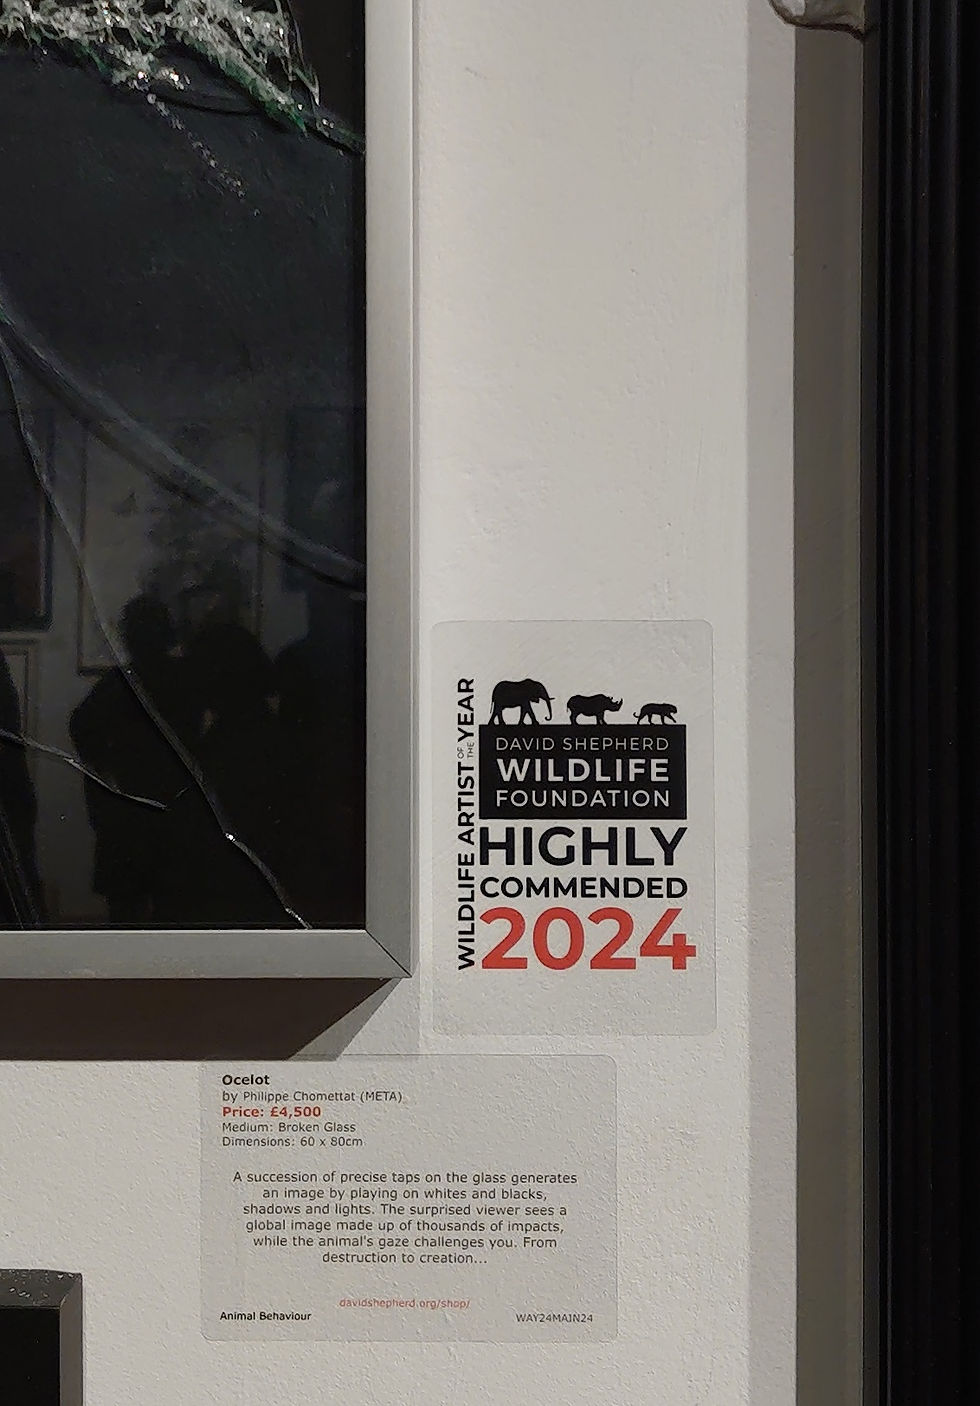 WILDLIFE ARTIST OF THE YEAR
DAVID SHEPHERD
WILDLIFE
FOUNDATION
HIGHLY
COMMENDED
2024
Ocelot
by Philippe Chomettat (META)
Price: £4,500
Medium: Broken Glass
Dimensions: 60 x 80cm
A succession of precise taps on the glass generates
an image by playing on whites and blacks,
shadows and lights. The surprised viewer sees a
global image made up of thousands of impacts,
while the animal's gaze challenges you. From
destruction to creation...
davidshepherd.org/shop/
Animal Behaviour
WAY24MAIN24